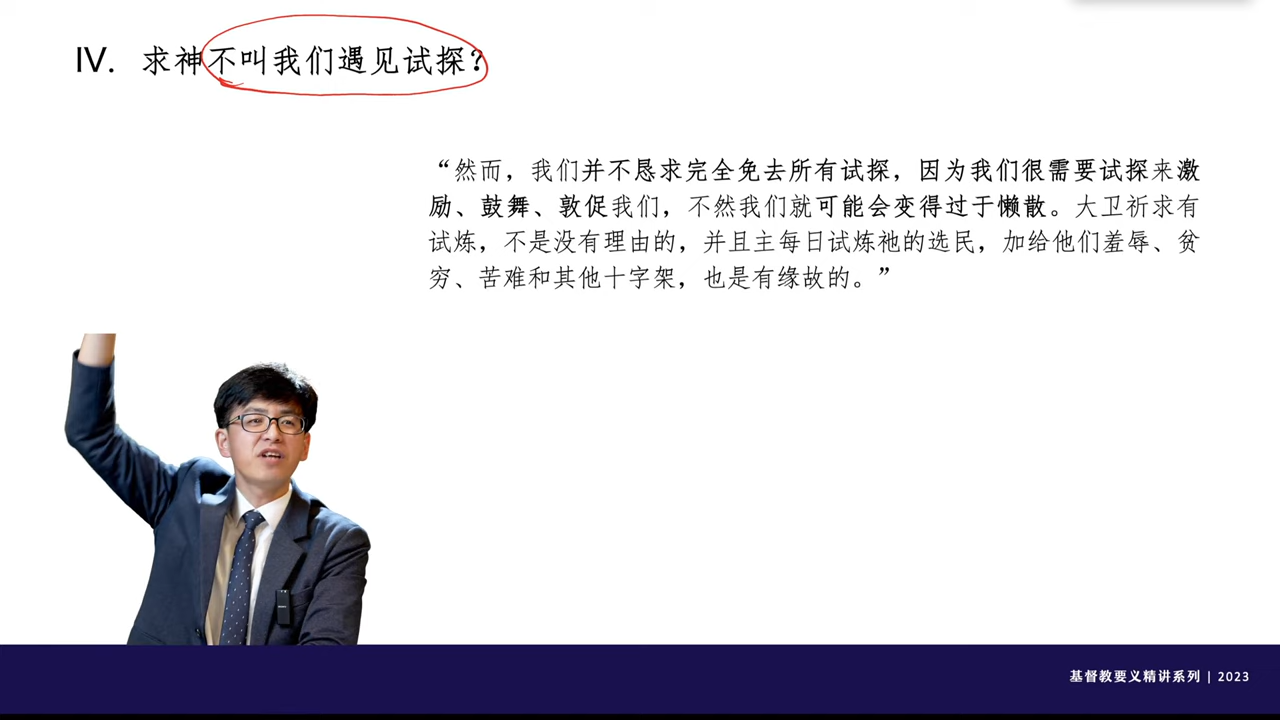 IV. 求神不叫我们遇见试探？
“然而，我们并不恳求完全免去所有试探，因为我们很需要试探来激
励、鼓舞、敦促我们，不然我们就可能会变得过于懒散。大卫祈求有
试炼，不是没有理由的，并且主每日试炼祂的选民，加给他们羞辱、贫
穷、苦难和其他十字架，也是有缘故的。”
基督教要义精讲系列 | 2023